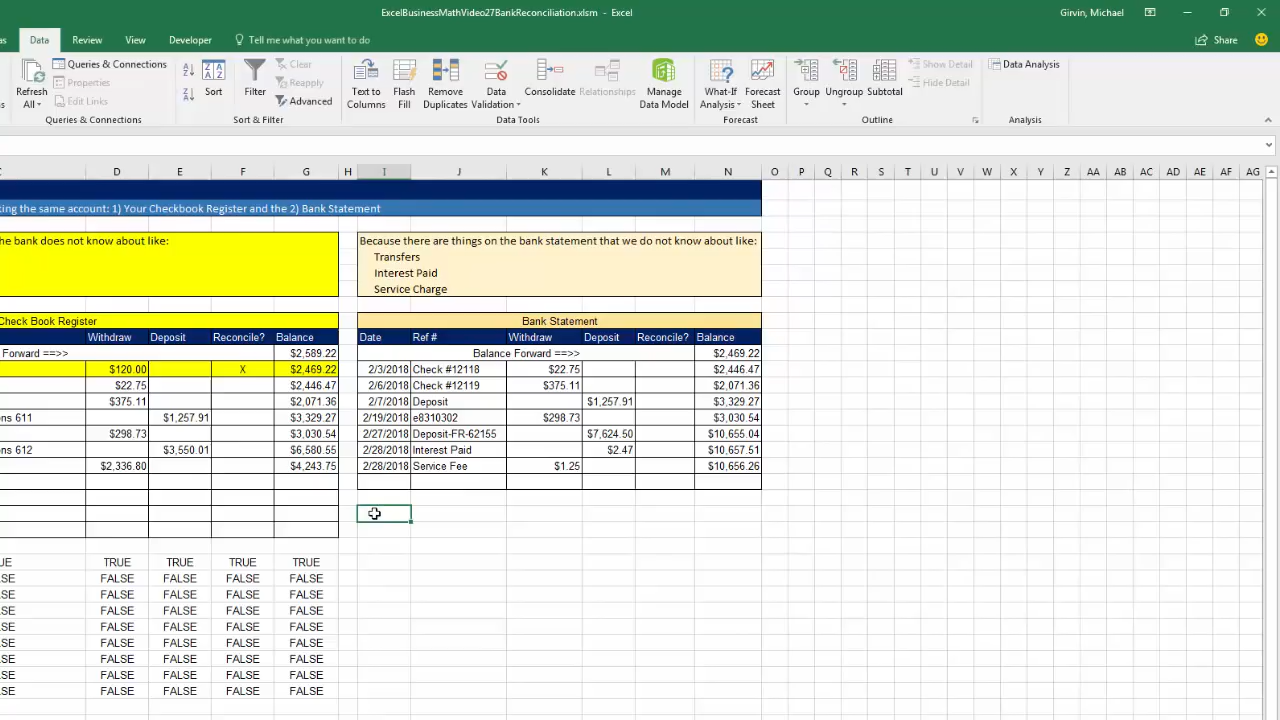 ExcelBusinessMathVideo27BankReconciliation.xlsm - Excel Girvin, Michael
as Data Review View Developer Tell me what you want to do Share
Refresh All Queries & Connections Properties Edit Links Sort Filter Clear Reapply Advanced Text to Columns Flash Fill Remove Duplicates Data Validation Consolidate Relationships Manage Data Model What-If Analysis Forecast Sheet Group Ungroup Subtotal Show Detail Hide Detail Data Analysis
Queries & Connections Sort & Filter Data Tools Forecast Outline Analysis
C D E F G H I J K L M N O P Q R S T U V W X Y Z AA AB AC AD AE AF AG
king the same account: 1) Your Checkbook Register and the 2) Bank Statement
he bank does not know about like: Because there are things on the bank statement that we do not know about like:
Transfers
Interest Paid
Service Charge
Check Book Register Bank Statement
Withdraw Deposit Reconcile? Balance Date Ref # Withdraw Deposit Reconcile? Balance
Forward ==>> $2,589.22 Balance Forward ==>> $2,469.22
$120.00 X $2,469.22 2/3/2018 Check #12118 $22.75 $2,446.47
$22.75 $2,446.47 2/6/2018 Check #12119 $375.11 $2,071.36
$375.11 $2,071.36 2/7/2018 Deposit $1,257.91 $3,329.27
ns 611 $1,257.91 $3,329.27 2/19/2018 e8310302 $298.73 $3,030.54
$298.73 $3,030.54 2/27/2018 Deposit-FR-62155 $7,624.50 $10,655.04
ns 612 $3,550.01 $6,580.55 2/28/2018 Interest Paid $2.47 $10,657.51
$2,336.80 $4,243.75 2/28/2018 Service Fee $1.25 $10,656.26
UE TRUE TRUE TRUE TRUE
SE FALSE FALSE FALSE FALSE
SE FALSE FALSE FALSE FALSE
SE FALSE FALSE FALSE FALSE
SE FALSE FALSE FALSE FALSE
SE FALSE FALSE FALSE FALSE
SE FALSE FALSE FALSE FALSE
SE FALSE FALSE FALSE FALSE
SE FALSE FALSE FALSE FALSE